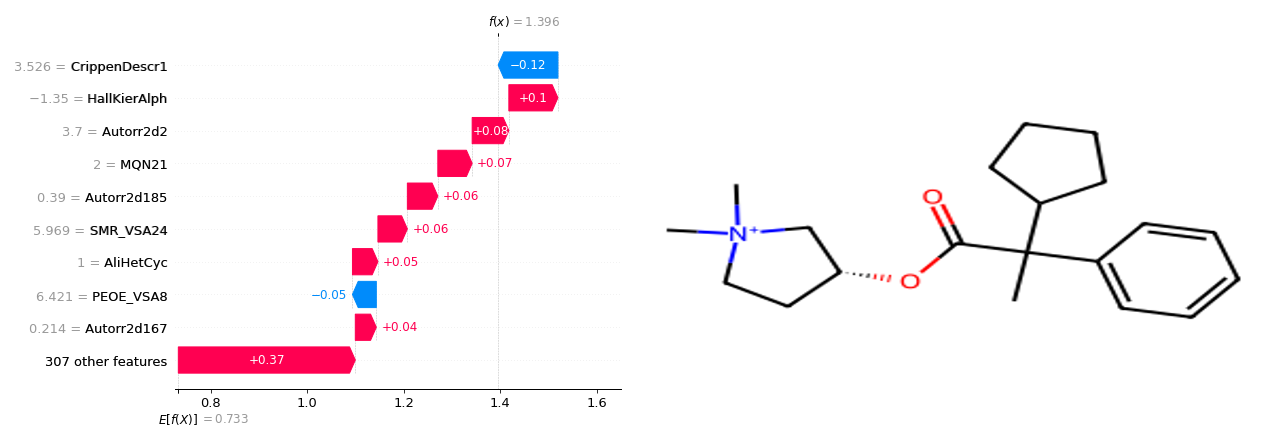 f(x) = 1.396
3.526 = CrippenDescr1
−0.12
−1.35 = HallKierAlph
+0.1
3.7 = Autorr2d2
+0.08
2 = MQN21
+0.07
0.39 = Autorr2d185
+0.06
5.969 = SMR_VSA24
+0.06
1 = AliHetCyc
+0.05
6.421 = PEOE_VSA8
−0.05
0.214 = Autorr2d167
+0.04
307 other features
+0.37
0.8 1.0 1.2 1.4 1.6
E[f(X)] = 0.733
O
N+
O